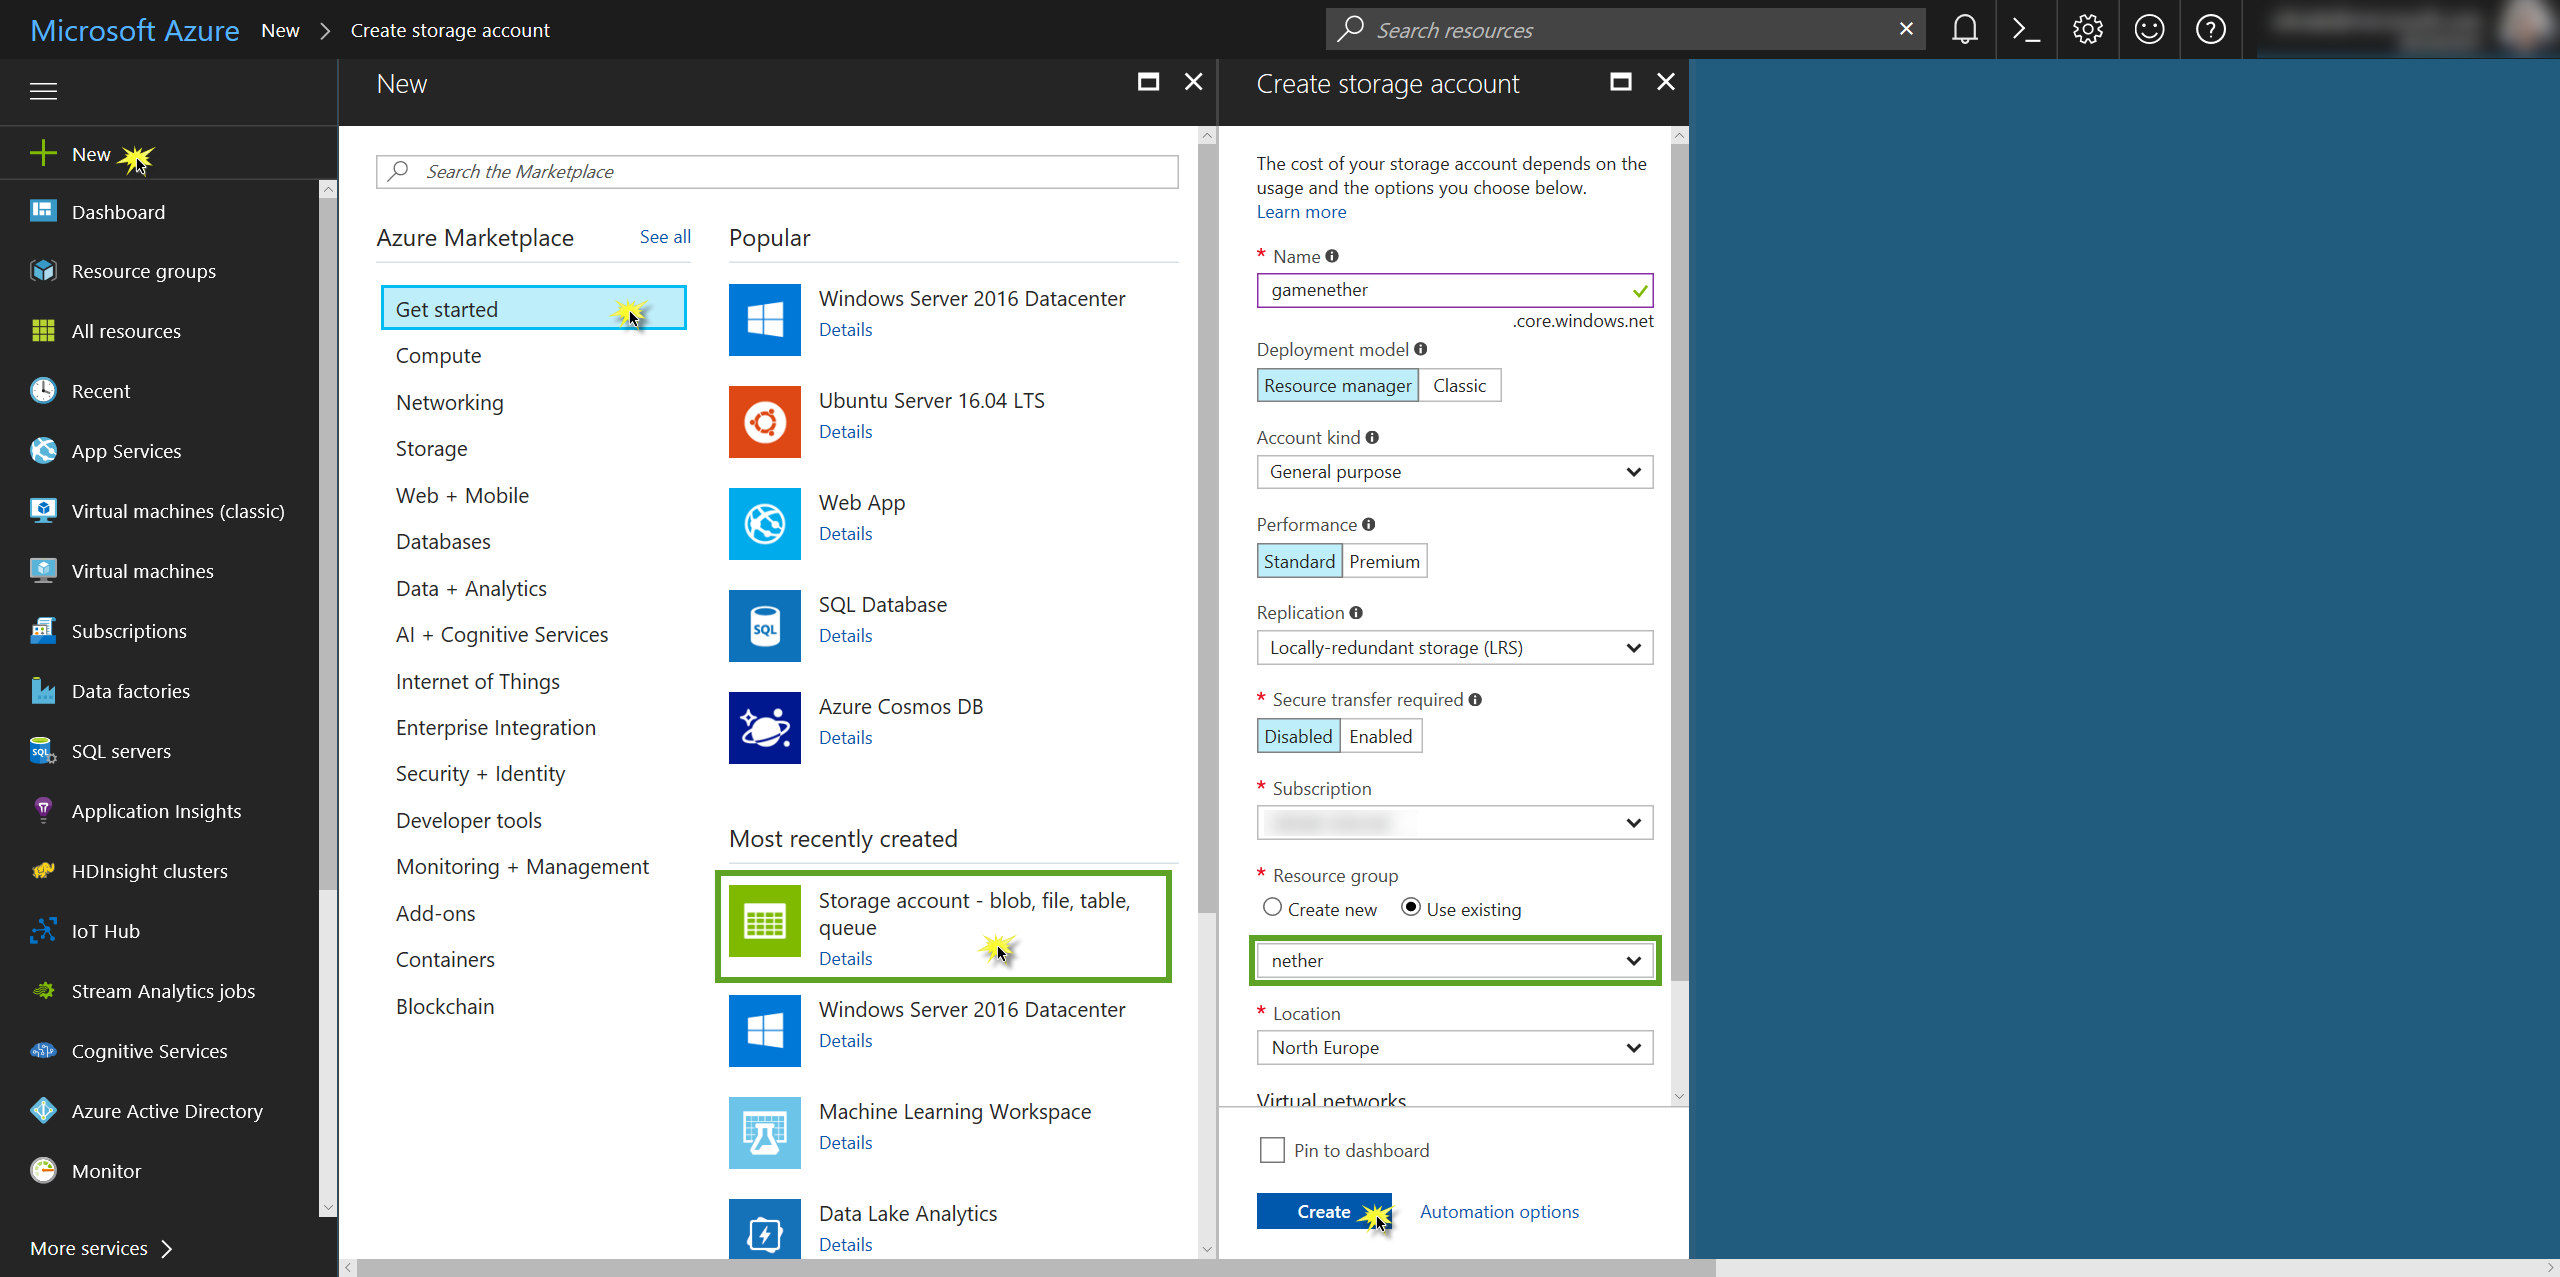 Microsoft Azure
New
Create storage account
Search resources
New
Dashboard
Resource groups
All resources
Recent
App Services
Virtual machines (classic)
Virtual machines
Subscriptions
Data factories
SQL servers
Application Insights
HDInsight clusters
IoT Hub
Stream Analytics jobs
Cognitive Services
Azure Active Directory
Monitor
More services
New
Search the Marketplace
Azure Marketplace
See all
Get started
Compute
Networking
Storage
Web + Mobile
Databases
Data + Analytics
AI + Cognitive Services
Internet of Things
Enterprise Integration
Security + Identity
Developer tools
Monitoring + Management
Add-ons
Containers
Blockchain
Popular
Windows Server 2016 Datacenter
Details
Ubuntu Server 16.04 LTS
Details
Web App
Details
SQL
SQL Database
Details
Azure Cosmos DB
Details
Most recently created
Storage account - blob, file, table,
queue
Details
Windows Server 2016 Datacenter
Details
Machine Learning Workspace
Details
Data Lake Analytics
Details
Create storage account
The cost of your storage account depends on the
usage and the options you choose below.
Learn more
* Name
gamenether
.core.windows.net
Deployment model
Resource manager Classic
Account kind
General purpose
Performance
Standard Premium
Replication
Locally-redundant storage (LRS)
* Secure transfer required
Disabled Enabled
* Subscription
* Resource group
Create new Use existing
nether
* Location
North Europe
Virtual networks
Pin to dashboard
Create
Automation options